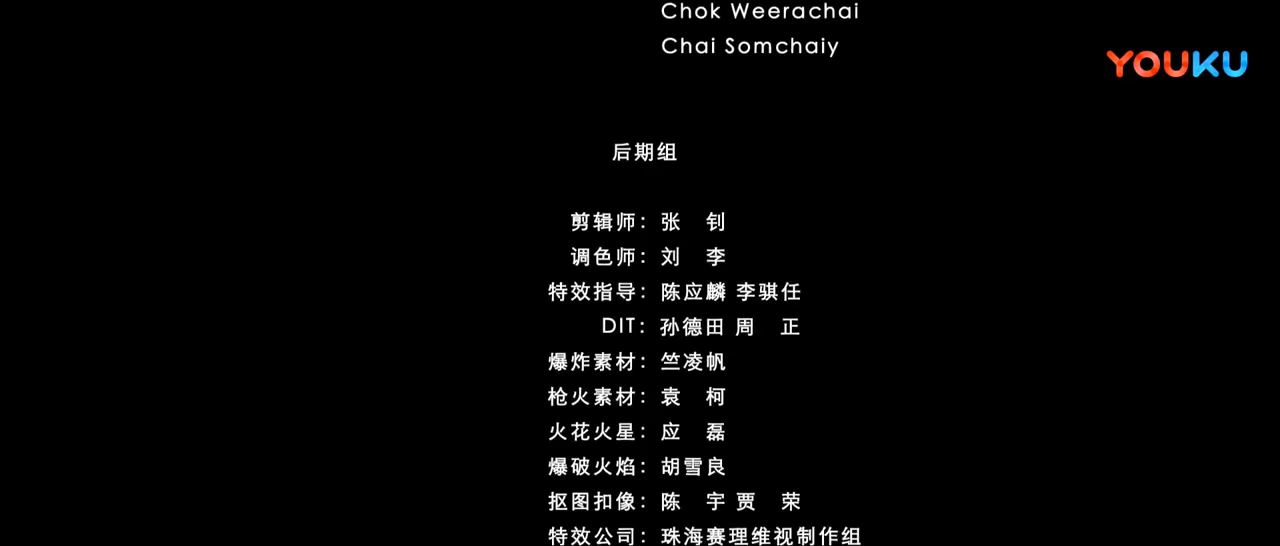 Chok Weerachai
Chai Somchaiy
YOUKU
后期组
剪辑师：张 钊
调色师：刘 李
特效指导：陈应麟 李骐任
DIT：孙德田 周 正
爆炸素材：竺凌帆
枪火素材：袁 柯
火花火星：应 磊
爆破火焰：胡雪良
抠图扣像：陈 宇 贾 荣
特效公司：珠海赛理维视制作组